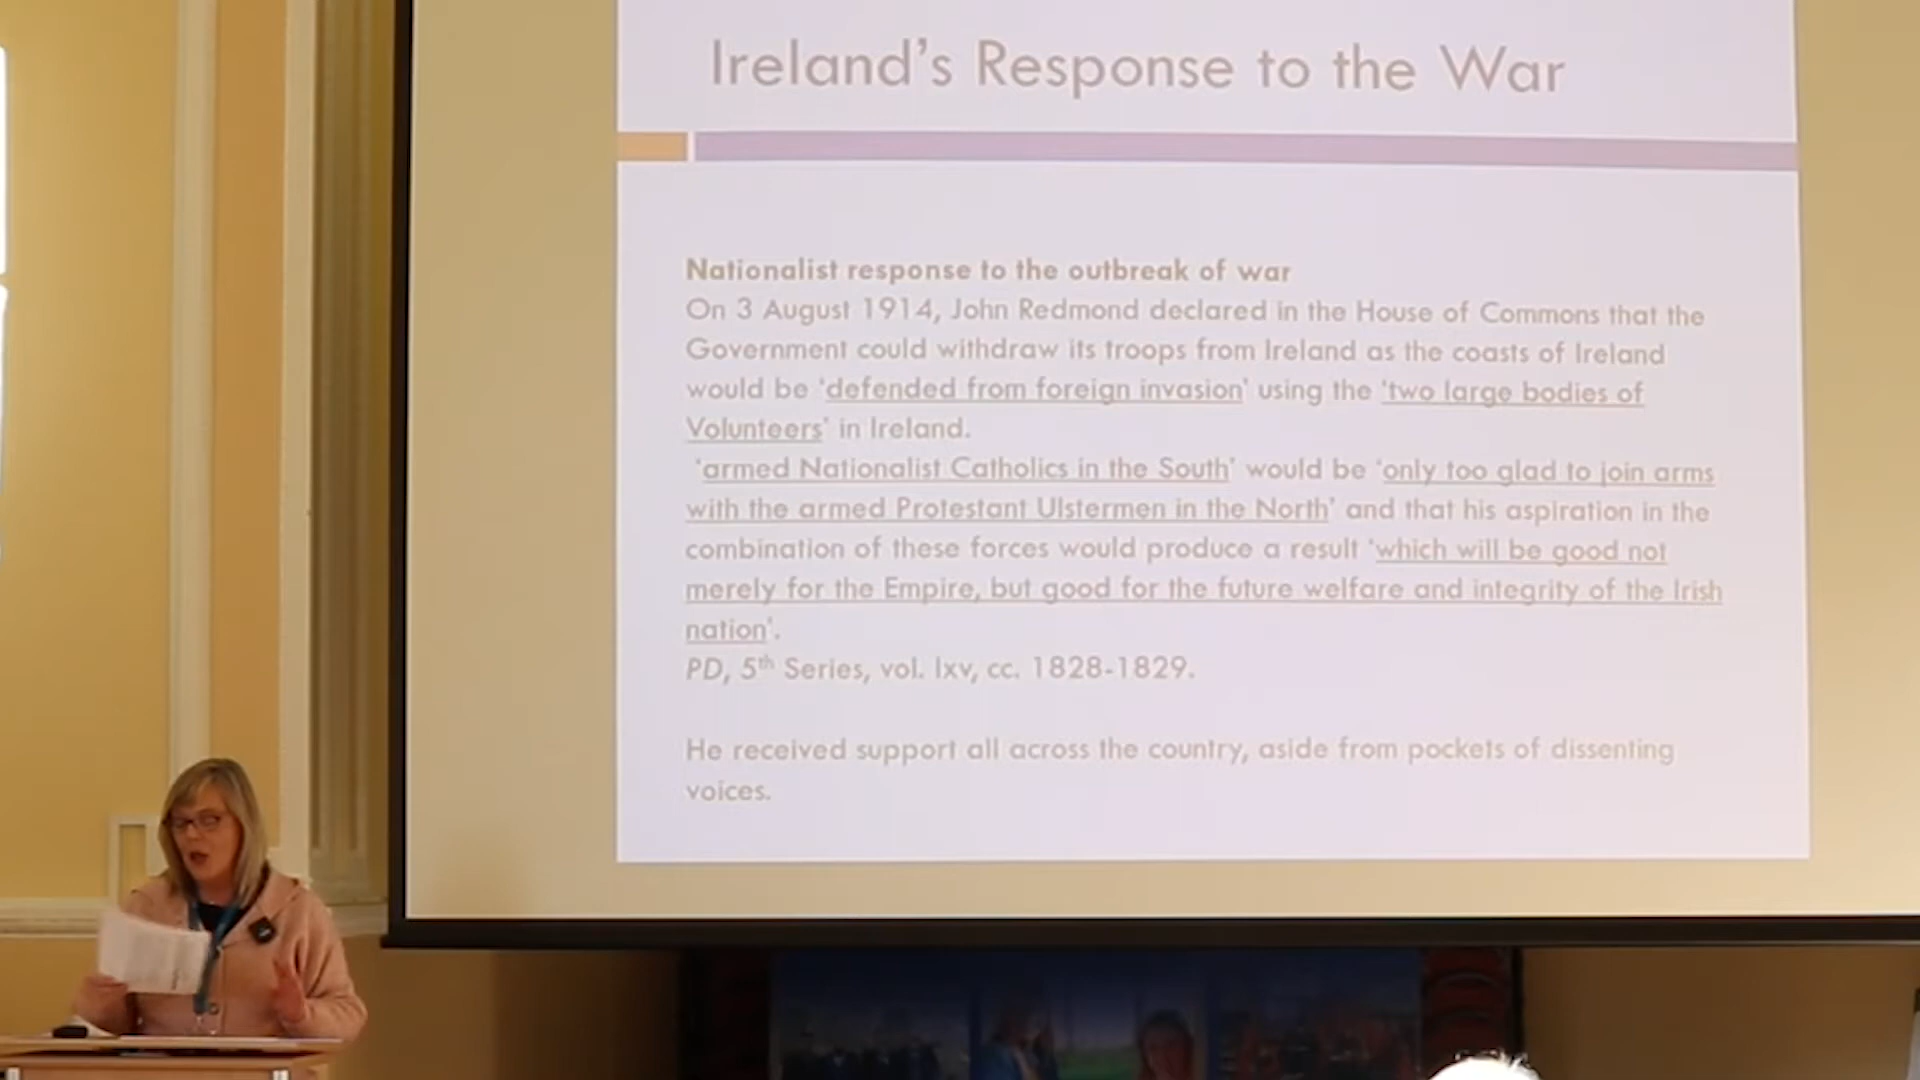 Ireland's Response to the War
Nationalist response to the outbreak of war
On 3 August 1914, John Redmond declared in the House of Commons that the
Government could withdraw its troops from Ireland as the coasts of Ireland
would be 'defended from foreign invasion' using the 'two large bodies of
Volunteers' in Ireland.
'armed Nationalist Catholics in the South' would be 'only too glad to join arms
with the armed Protestant Ulstermen in the North' and that his aspiration in the
combination of these forces would produce a result 'which will be good not
merely for the Empire, but good for the future welfare and integrity of the Irish
nation'.
PD, 5th Series, vol. lxv, cc. 1828-1829.
He received support all across the country, aside from pockets of dissenting
voices.